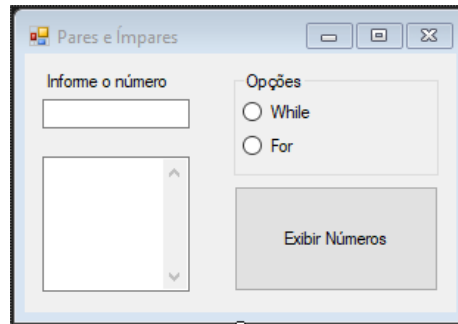 Pares e Ímpares
Informe o número
Opções
While
For
Exibir Números